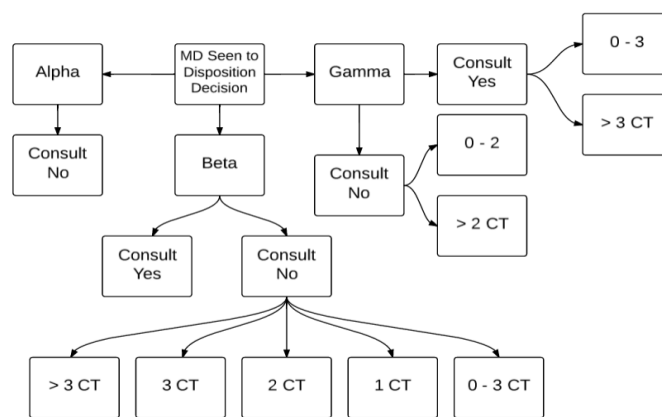 Alpha
MD Seen to
Disposition
Decision
Gamma
Consult
Yes
0 - 3
> 3 CT
Consult
No
Beta
Consult
No
0 - 2
> 2 CT
Consult
Yes
Consult
No
> 3 CT
3 CT
2 CT
1 CT
0 - 3 CT